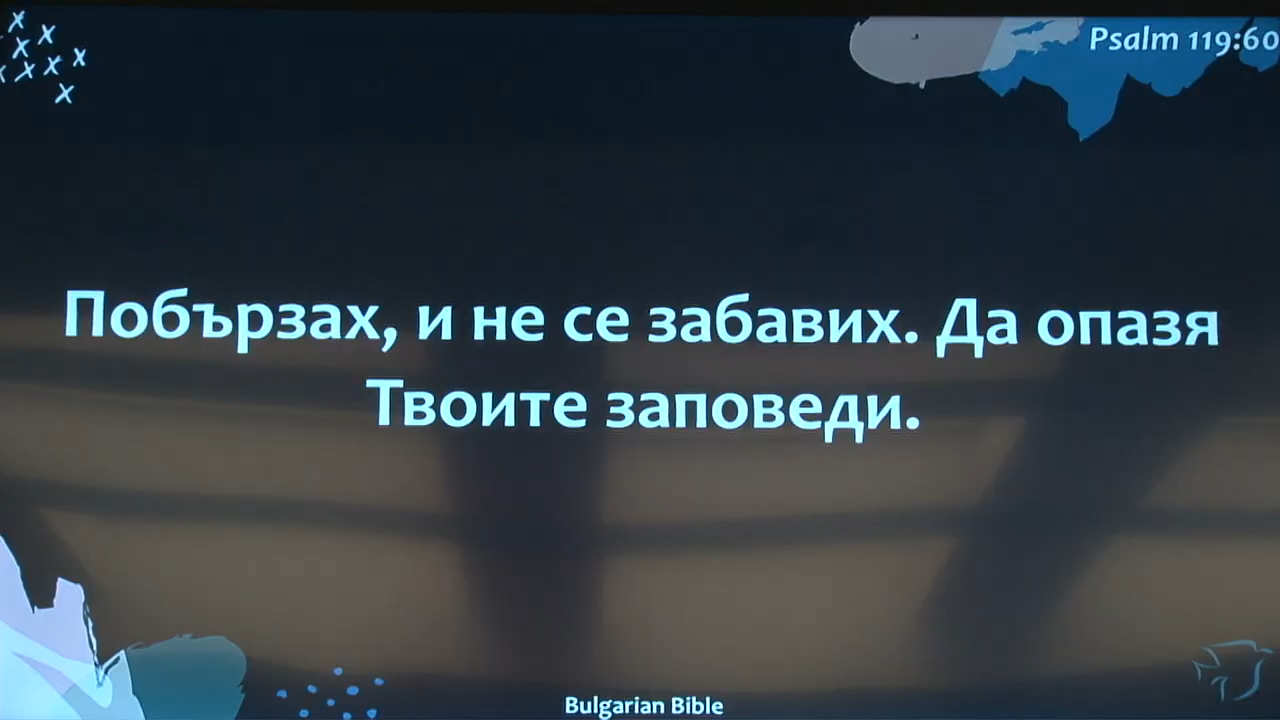 Psalm 119:60
Побързах, и не се забавих. Да опазя
Твоите заповеди.
Bulgarian Bible